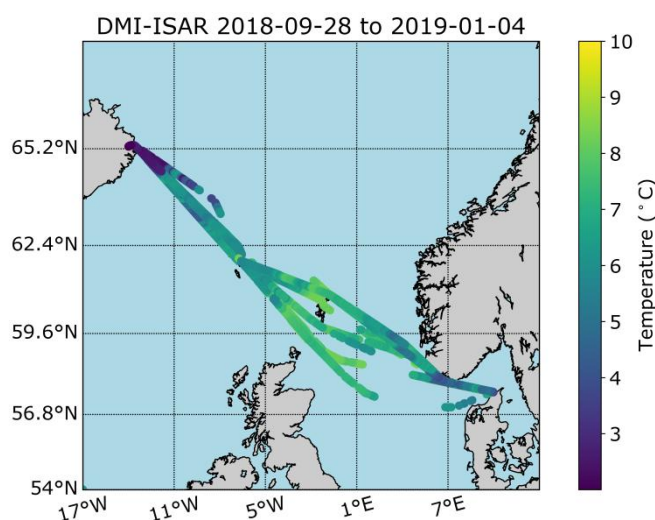 DMI-ISAR 2018-09-28 to 2019-01-04
65.2°N
62.4°N
59.6°N
56.8°N
54°N
17°W
11°W
5°W
1°E
7°E
10
9
8
7
6
5
4
3
Temperature (°C)